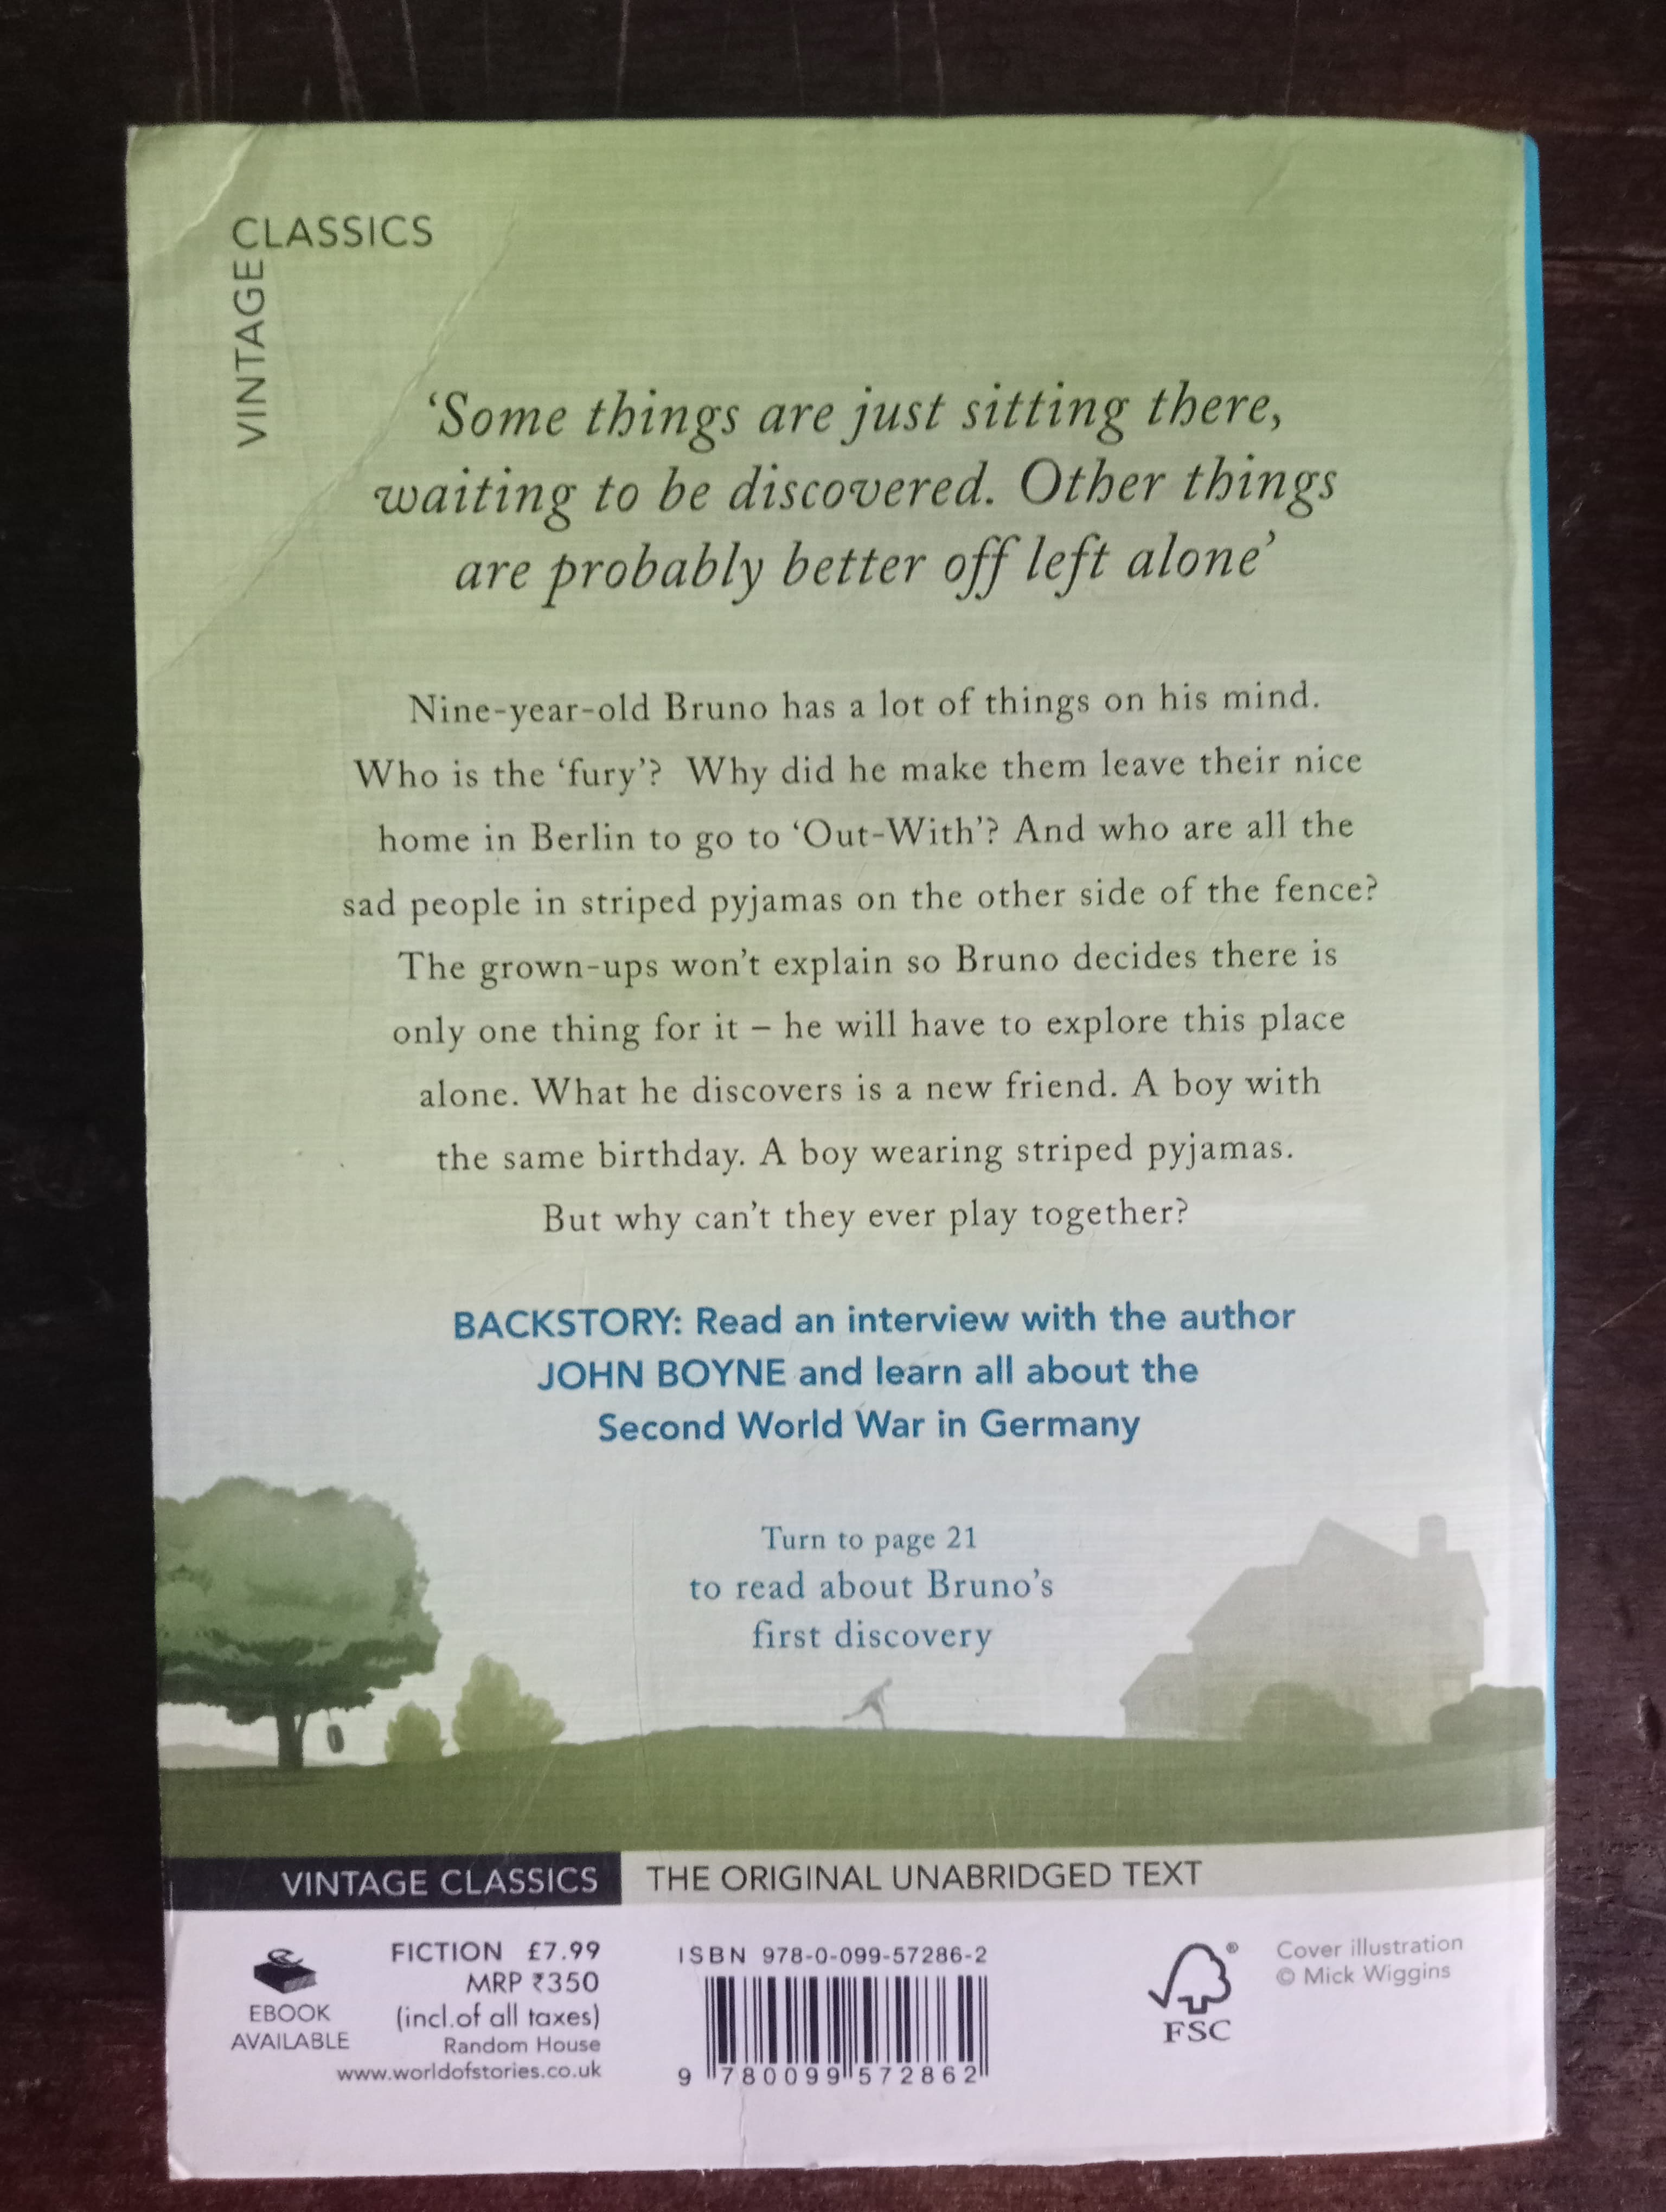 CLASSICS
VINTAGE
‘Some things are just sitting there,
waiting to be discovered. Other things
are probably better off left alone’
Nine-year-old Bruno has a lot of things on his mind.
Who is the ‘fury’? Why did he make them leave their nice
home in Berlin to go to ‘Out-With’? And who are all the
sad people in striped pyjamas on the other side of the fence?
The grown-ups won’t explain so Bruno decides there is
only one thing for it – he will have to explore this place
alone. What he discovers is a new friend. A boy with
the same birthday. A boy wearing striped pyjamas.
But why can’t they ever play together?
BACKSTORY: Read an interview with the author
JOHN BOYNE and learn all about the
Second World War in Germany
Turn to page 21
to read about Bruno’s
first discovery
VINTAGE CLASSICS THE ORIGINAL UNABRIDGED TEXT
EBOOK
AVAILABLE
FICTION £7.99
MRP ₹350
(incl.of all taxes)
Random House
www.worldofstories.co.uk
ISBN 978-0-099-57286-2
9 780099 572862
®
FSC
Cover illustration
© Mick Wiggins